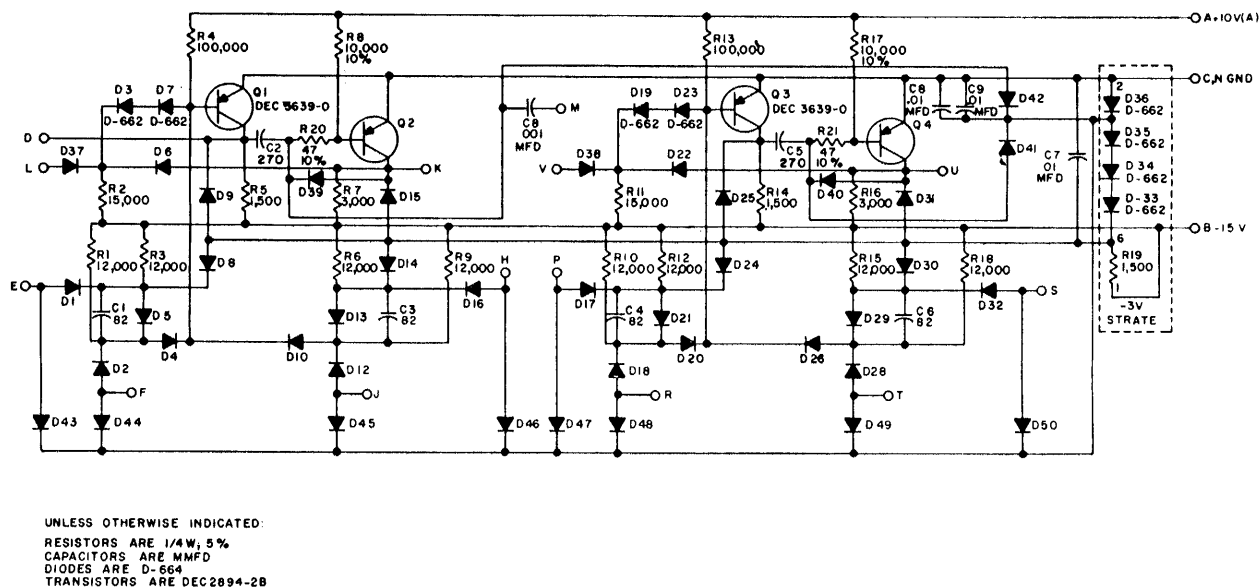 R4
100,000
R8
10,000
10%
R13
100,000
R17
10,000
10%
A+10V(A)
D3
D-662
D7
D-662
Q1
DEC 3639-0
Q2
C8
.001
MFD
M
D19
D-662
D23
D-662
Q3
DEC 3639-0
Q4
C8
.01
MFD
C9
.01
MFD
D42
C,N GND
2
D36
D-662
D35
D-662
D34
D-662
D-33
D-662
D
L
D37
D6
C2
270
R20
47
10%
D39
K
V
D38
D22
C5
270
R21
47
10%
D40
U
D41
C7
.01
MFD
R2
15,000
D9
R5
1,500
R7
3,000
D15
R11
15,000
D25
R14
1,500
R16
3,000
D31
B-15V
R1
12,000
R3
12,000
D8
R6
12,000
D14
R9
12,000
H
P
R10
12,000
R12
12,000
D24
R15
12,000
D30
R18
12,000
6
R19
1,500
1
-3V
STRATE
E
D1
C1
82
D5
D4
D10
D13
C3
82
D16
D17
C4
82
D21
D20
D26
D29
C6
82
D32
S
D2
F
D12
J
D18
R
D28
T
D43
D44
D45
D46
D47
D48
D49
D50
UNLESS OTHERWISE INDICATED:
RESISTORS ARE 1/4W; 5%
CAPACITORS ARE MMFD
DIODES ARE D-664
TRANSISTORS ARE DEC2894-2B